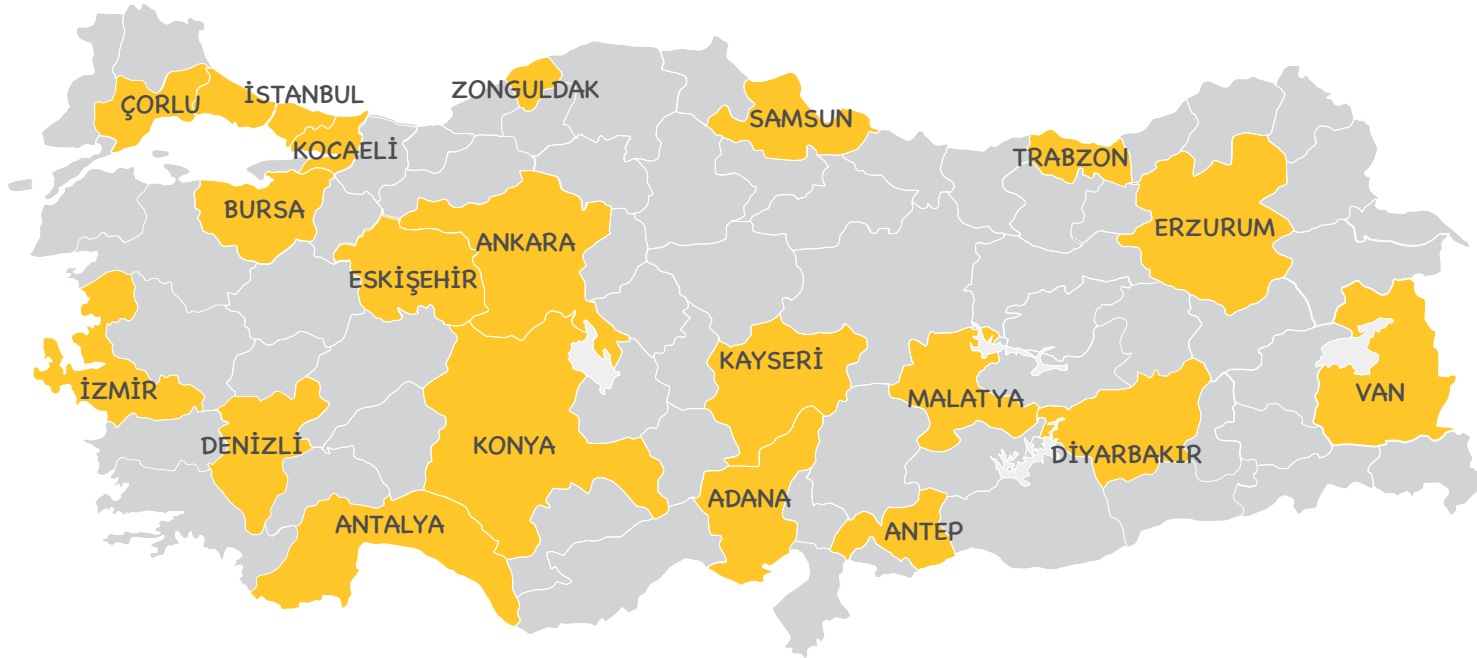 ZONGULDAK
İSTANBUL
ÇORLU
SAMSUN
KOCAELİ
TRABZON
BURSA
ERZURUM
ANKARA
ESKİŞEHİR
KAYSERİ
İZMİR
VAN
MALATYA
DENİZLİ
KONYA
DİYARBAKIR
ADANA
ANTALYA
ANTEP